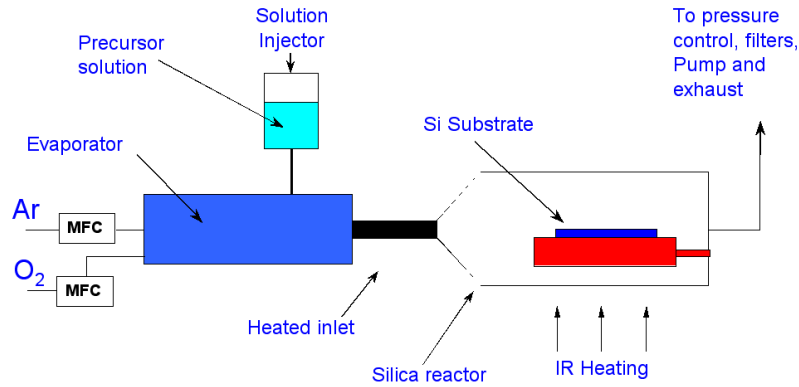 Solution
Injector
Precursor
solution
To pressure
control, filters,
Pump and
exhaust
Si Substrate
Evaporator
Ar
MFC
O2
MFC
Heated inlet
Silica reactor
IR Heating